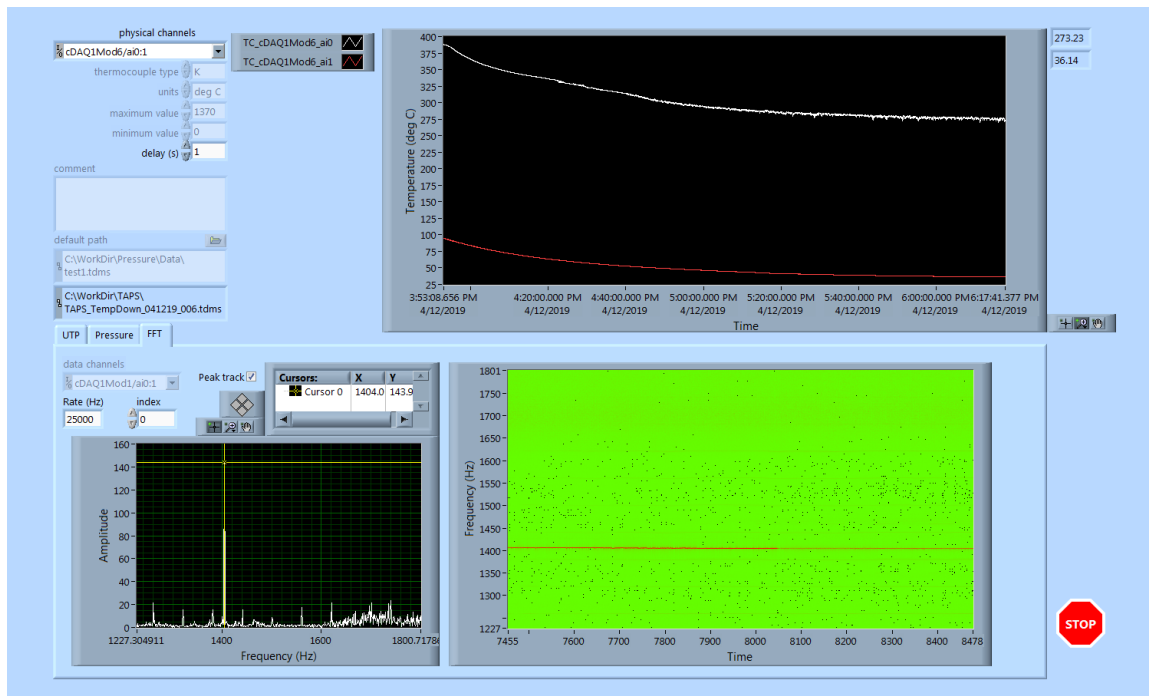 physical channels
cDAQ1Mod6/ai0:1
thermocouple type K
units deg C
maximum value 1370
minimum value 0
delay (s) 1
comment
default path
C:\WorkDir\Pressure\Data\
test1.tdms
C:\WorkDir\TAPS\
TAPS_TempDown_041219_006.tdms
TC_cDAQ1Mod6_ai0
TC_cDAQ1Mod6_ai1
400
375
350
325
300
275
250
225
200
175
150
125
100
75
50
25
Temperature (deg C)
3:53:08.656 PM 4:20:00.000 PM 4:40:00.000 PM 5:00:00.000 PM 5:20:00.000 PM 5:40:00.000 PM 6:00:00.000 PM 6:17:41.377 PM
4/12/2019 4/12/2019 4/12/2019 4/12/2019 4/12/2019 4/12/2019 4/12/2019 4/12/2019
Time
273.23
36.14
UTP Pressure FFT
data channels
cDAQ1Mod1/ai0:1
Peak track
Rate (Hz) index
25000 0
Cursors: X Y
Cursor 0 1404.0 143.9
160
140
120
100
80
60
40
20
0
Amplitude
1227.304911 1400 1600 1800.71786
Frequency (Hz)
1801
1750
1700
1650
1600
1550
1500
1450
1400
1350
1300
1227
Frequency (Hz)
7455 7600 7700 7800 7900 8000 8100 8200 8300 8400 8478
Time
STOP